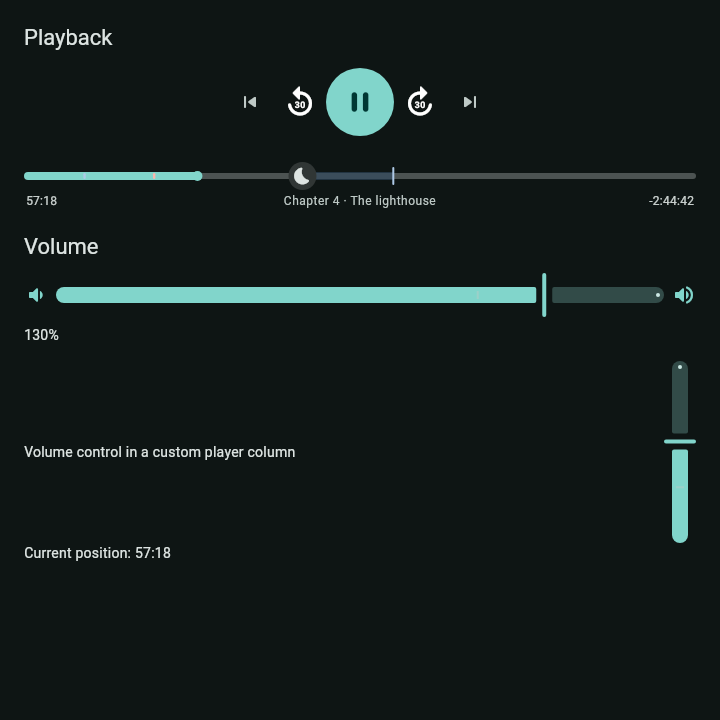 Playback
30
30
57:18
Chapter 4 · The lighthouse
-2:44:42
Volume
130%
Volume control in a custom player column
Current position: 57:18